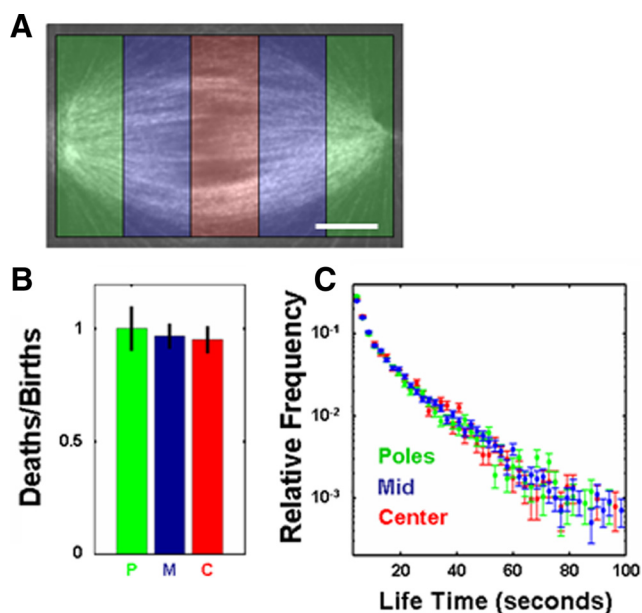 A
B
Deaths/Births
1
0.5
0
P M C
C
Relative Frequency
10-1
10-2
10-3
Poles
Mid
Center
20 40 60 80 100
Life Time (seconds)